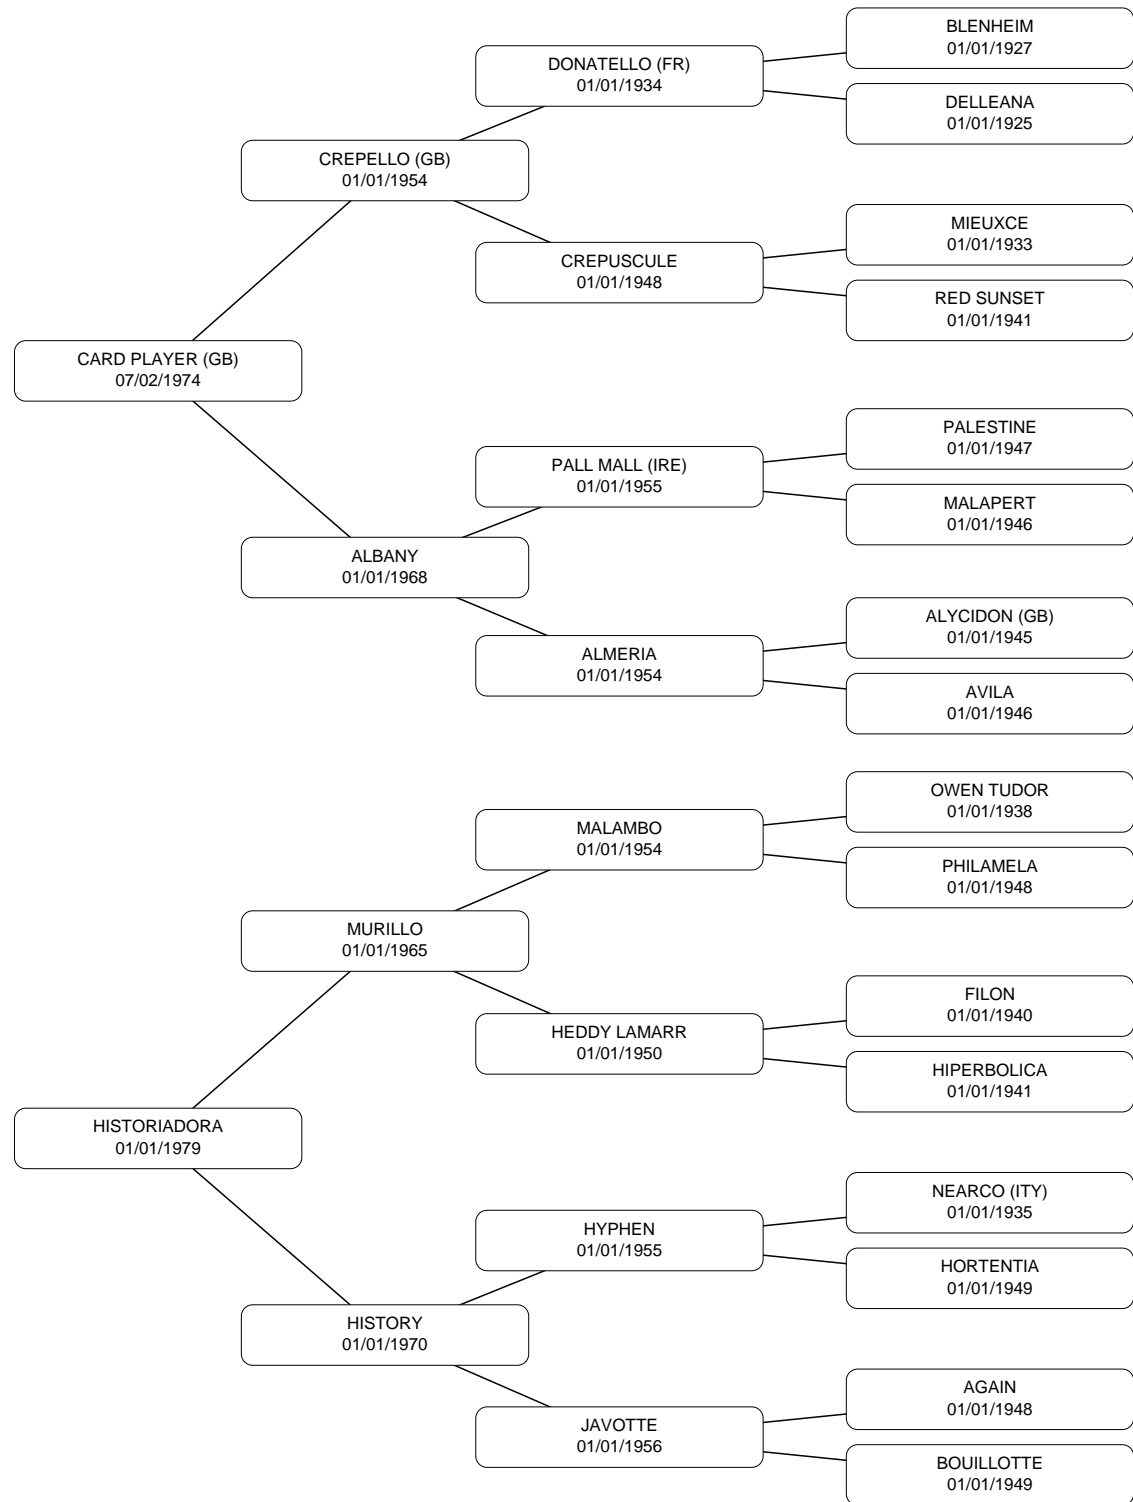 BLENHEIM
01/01/1927
DONATELLO (FR)
01/01/1934
DELLEANA
01/01/1925
CREPELLO (GB)
01/01/1954
MIEUXCE
01/01/1933
CREPUSCULE
01/01/1948
RED SUNSET
01/01/1941
CARD PLAYER (GB)
07/02/1974
PALESTINE
01/01/1947
PALL MALL (IRE)
01/01/1955
MALAPERT
01/01/1946
ALBANY
01/01/1968
ALYCIDON (GB)
01/01/1945
ALMERIA
01/01/1954
AVILA
01/01/1946
OWEN TUDOR
01/01/1938
MALAMBO
01/01/1954
PHILAMELA
01/01/1948
MURILLO
01/01/1965
FILON
01/01/1940
HEDDY LAMARR
01/01/1950
HIPERBOLICA
01/01/1941
HISTORIADORA
01/01/1979
NEARCO (ITY)
01/01/1935
HYPHEN
01/01/1955
HORTENTIA
01/01/1949
HISTORY
01/01/1970
AGAIN
01/01/1948
JAVOTTE
01/01/1956
BOUILLOTTE
01/01/1949